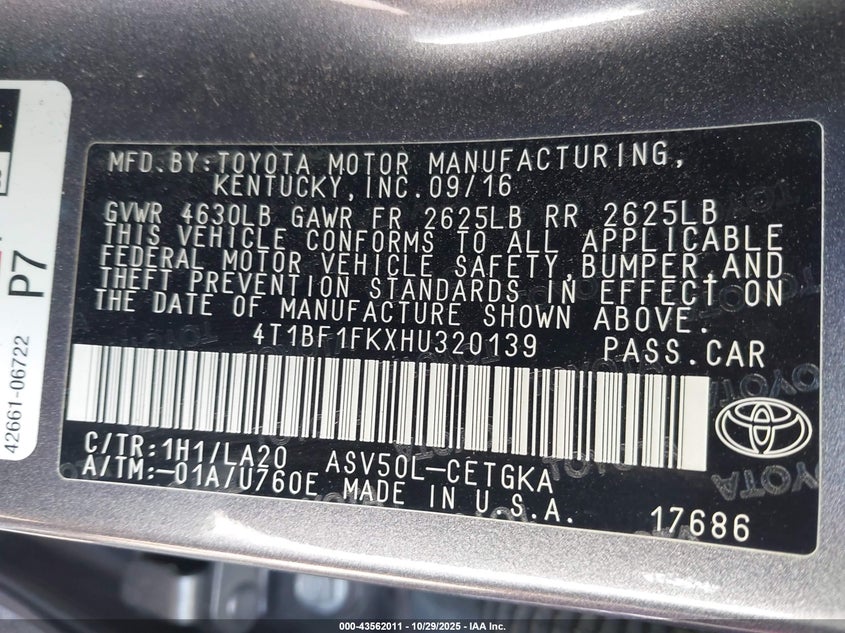 MFD.BY:TOYOTA MOTOR MANUFACTURING,
KENTUCKY,INC.09/16
GVWR 4630LB GAWR FR 2625LB RR 2625LB
THIS VEHICLE CONFORMS TO ALL APPLICABLE
FEDERAL MOTOR VEHICLE SAFETY,BUMPER,AND
THEFT PREVENTION STANDARDS IN EFFECT ON
THE DATE OF MANUFACTURE SHOWN ABOVE.
4T1BF1FKXHU320139 PASS.CAR
C/TR:1H1/LA20 ASV50L-CETGKA
A/TM:-01A/U760E MADE IN U.S.A.
17686
TOYOTA
P7
42661-06722
000-43562011 - 10/29/2025 - IAA Inc.